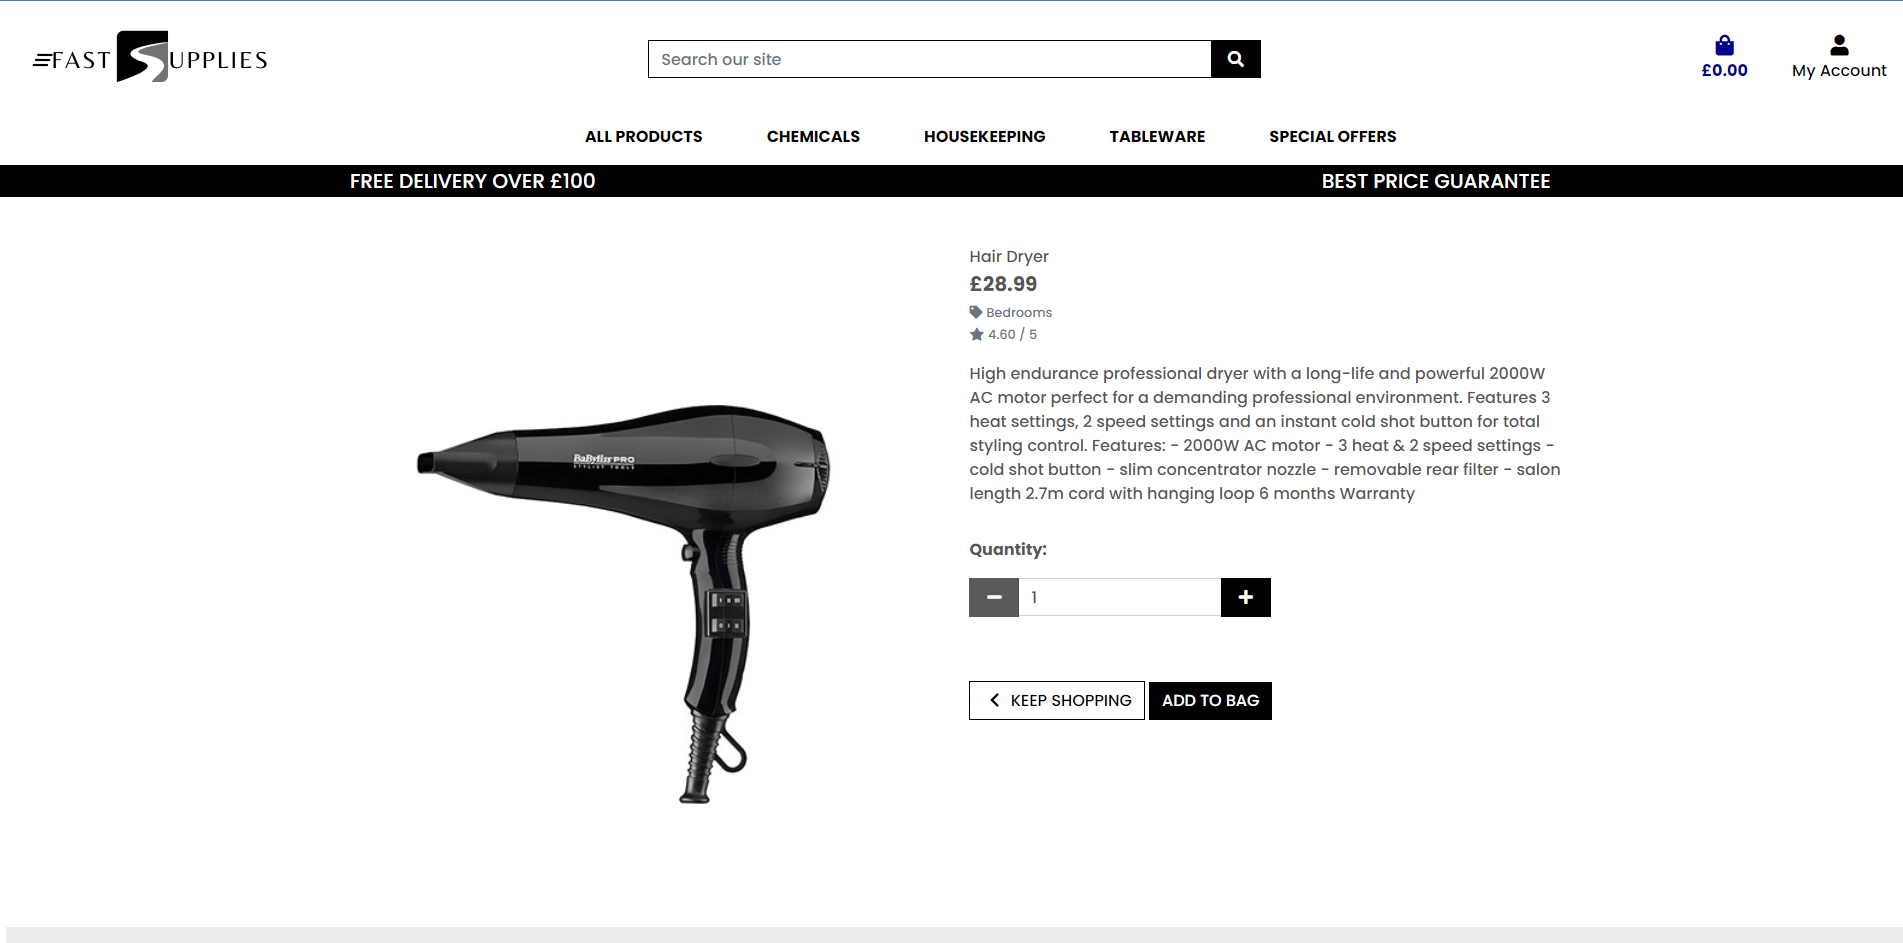 FAST SUPPLIES
Search our site
£0.00
My Account
ALL PRODUCTS
CHEMICALS
HOUSEKEEPING
TABLEWARE
SPECIAL OFFERS
FREE DELIVERY OVER £100
BEST PRICE GUARANTEE
Hair Dryer
£28.99
Bedrooms
4.60 / 5
High endurance professional dryer with a long-life and powerful 2000W
AC motor perfect for a demanding professional environment. Features 3
heat settings, 2 speed settings and an instant cold shot button for total
styling control. Features: - 2000W AC motor - 3 heat & 2 speed settings -
cold shot button - slim concentrator nozzle - removable rear filter - salon
length 2.7m cord with hanging loop 6 months Warranty
BaByliss PRO
STYLIST TOOLS
Quantity:
1
KEEP SHOPPING
ADD TO BAG